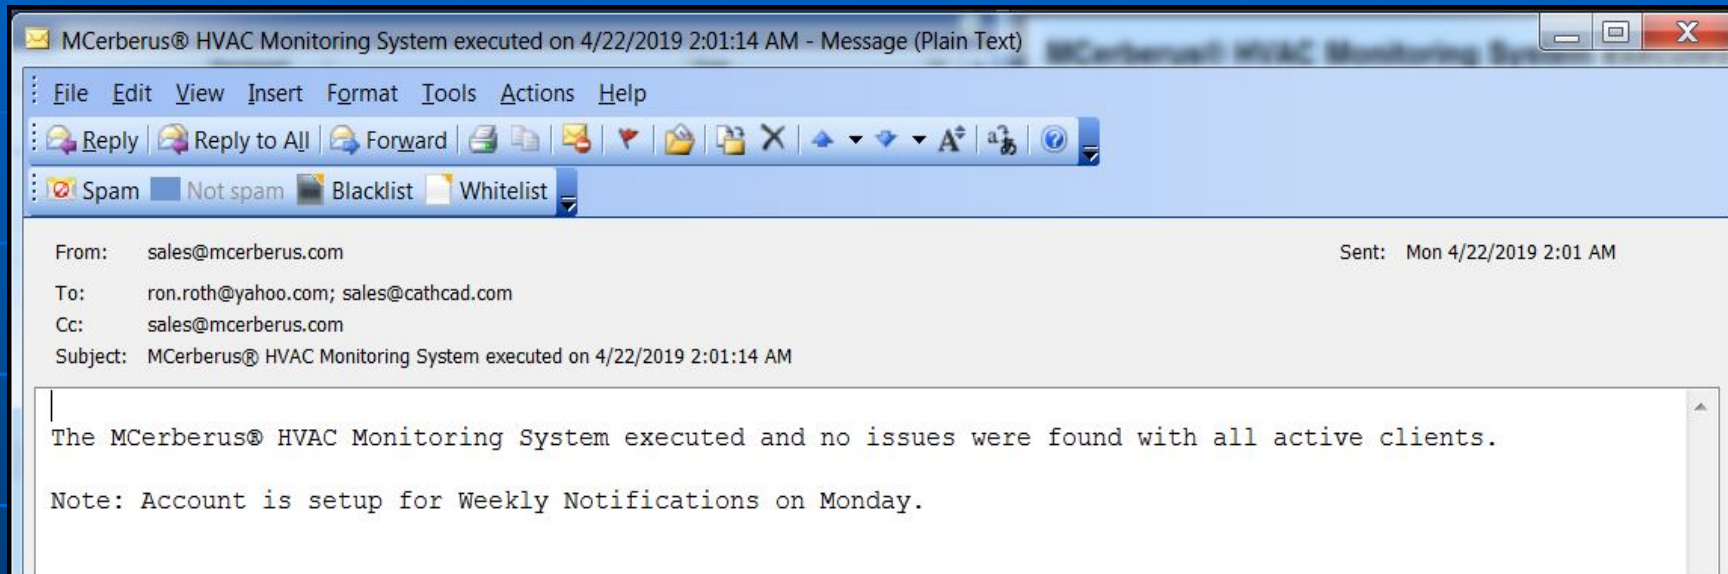 MCerberus® HVAC Monitoring System executed on 4/22/2019 2:01:14 AM - Message (Plain Text)
MCerberus® HVAC Monitoring System
File Edit View Insert Format Tools Actions Help
Reply Reply to All Forward
Spam Not spam Blacklist Whitelist
From: sales@mcerberus.com Sent: Mon 4/22/2019 2:01 AM
To: ron.roth@yahoo.com; sales@cathcad.com
Cc: sales@mcerberus.com
Subject: MCerberus® HVAC Monitoring System executed on 4/22/2019 2:01:14 AM
The MCerberus® HVAC Monitoring System executed and no issues were found with all active clients.
Note: Account is setup for Weekly Notifications on Monday.